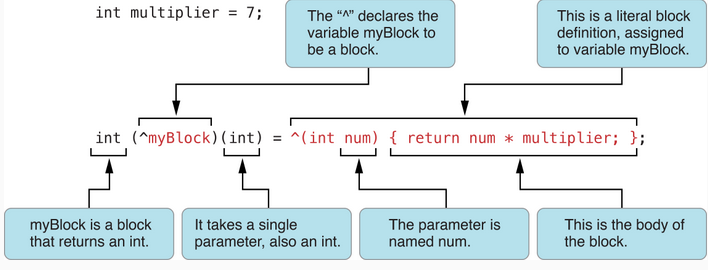 int multiplier = 7;
The “^” declares the
variable myBlock to
be a block.
This is a literal block
definition, assigned
to variable myBlock.
int (^myBlock)(int) = ^(int num) { return num * multiplier; };
myBlock is a block
that returns an int.
It takes a single
parameter, also an int.
The parameter is
named num.
This is the body of
the block.